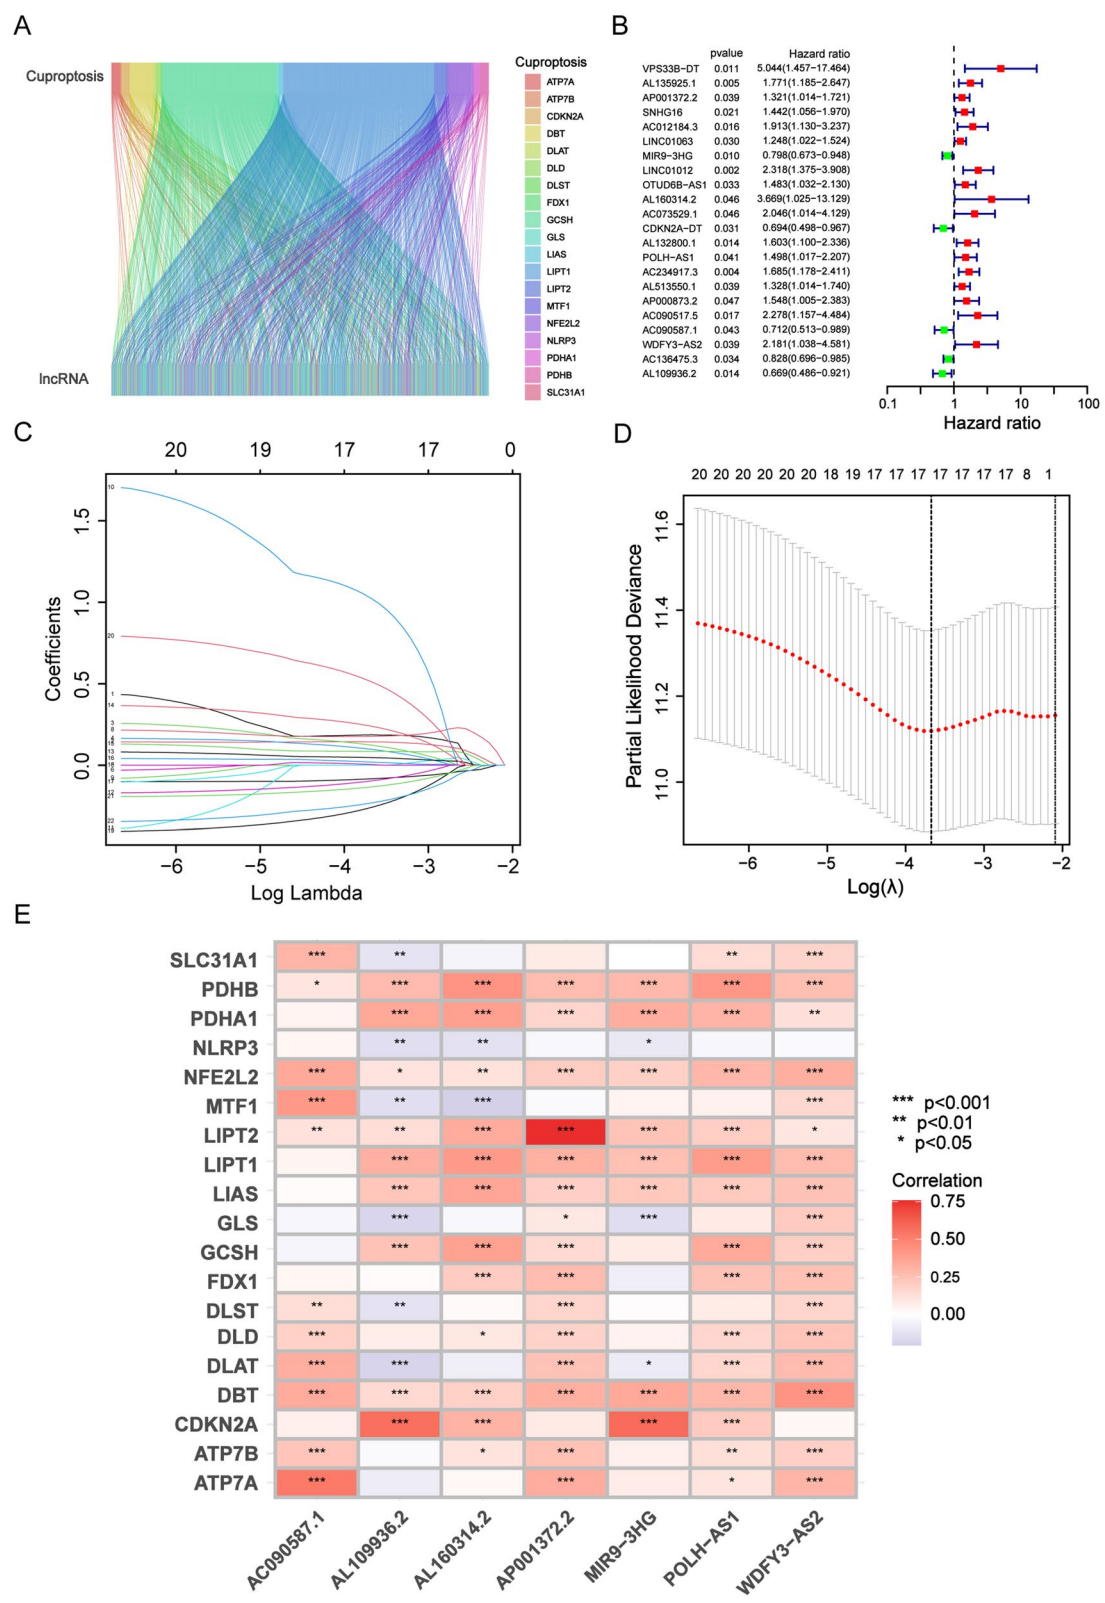 A
Cuproptosis
lncRNA
Cuproptosis
ATP7A
ATP7B
CDKN2A
DBT
DLAT
DLD
DLST
FDX1
GCSH
GLS
LIAS
LIPT1
LIPT2
MTF1
NFE2L2
NLRP3
PDHA1
PDHB
SLC31A1
B
pvalue Hazard ratio
VPS33B−DT 0.011 5.044(1.457−17.464)
AL135925.1 0.005 1.771(1.185−2.647)
AP001372.2 0.039 1.321(1.014−1.721)
SNHG16 0.021 1.442(1.056−1.970)
AC012184.3 0.016 1.913(1.130−3.237)
LINC01063 0.030 1.248(1.022−1.524)
MIR9−3HG 0.010 0.798(0.673−0.948)
LINC01012 0.002 2.318(1.375−3.908)
OTUD6B−AS1 0.033 1.483(1.032−2.130)
AL160314.2 0.046 3.669(1.025−13.129)
AC073529.1 0.046 2.046(1.014−4.129)
CDKN2A−DT 0.031 0.694(0.498−0.967)
AL132800.1 0.014 1.603(1.100−2.336)
POLH−AS1 0.041 1.498(1.017−2.207)
AC234917.3 0.004 1.685(1.178−2.411)
AL513550.1 0.039 1.328(1.014−1.740)
AP000873.2 0.047 1.548(1.005−2.383)
AC090517.5 0.017 2.278(1.157−4.484)
AC090587.1 0.043 0.712(0.513−0.989)
WDFY3−AS2 0.039 2.181(1.038−4.581)
AC136475.3 0.034 0.828(0.696−0.985)
AL109936.2 0.014 0.669(0.486−0.921)
0.1 1 10 100
Hazard ratio
C
20 19 17 17 0
Coefficients
1.5
1.0
0.5
0.0
10
20
1
14
3
8
13
22
−6 −5 −4 −3 −2
Log Lambda
D
20 20 20 20 20 20 18 19 17 17 17 17 17 17 17 8 1
Partial Likelihood Deviance
11.6
11.4
11.2
11.0
−6 −5 −4 −3 −2
Log(λ)
E
SLC31A1 *** ** ** ***
PDHB * *** *** *** *** *** ***
PDHA1 *** *** *** *** *** **
NLRP3 ** ** *
NFE2L2 *** * ** *** *** *** ***
MTF1 *** ** *** ***
LIPT2 ** ** *** *** *** *** *
LIPT1 *** *** *** *** *** ***
LIAS *** *** *** *** *** ***
GLS *** * *** ***
GCSH *** *** *** *** ***
FDX1 *** *** *** ***
DLST ** ** *** ***
DLD *** * *** *** ***
DLAT *** *** *** * *** ***
DBT *** *** *** *** *** *** ***
CDKN2A *** *** *** ***
ATP7B *** * *** ** ***
ATP7A *** *** * ***
AC090587.1
AL109936.2
AL160314.2
AP001372.2
MIR9−3HG
POLH−AS1
WDFY3−AS2
*** p<0.001
** p<0.01
* p<0.05
Correlation
0.75
0.50
0.25
0.00